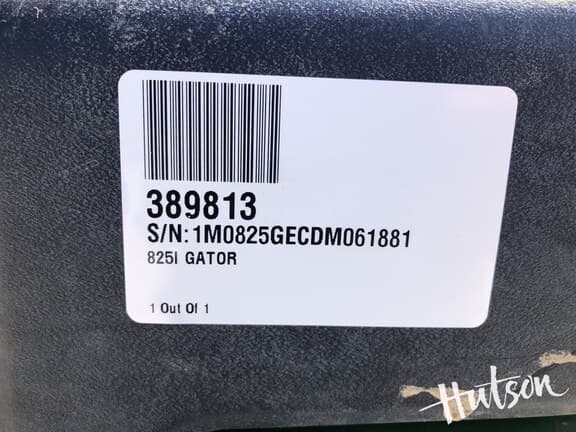 389813
S/N:1M0825GECDM061881
825I GATOR
1 Out Of 1
Hutson